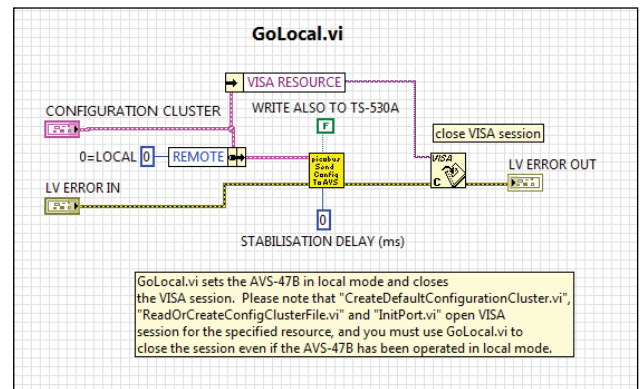 GoLocal.vi
VISA RESOURCE
CONFIGURATION CLUSTER
WRITE ALSO TO TS-530A
F
close VISA session
0=LOCAL 0 REMOTE
picobus
Send
Config
ToAVS
VISA
C
LV ERROR OUT
LV ERROR IN
0
STABILISATION DELAY (ms)
GoLocal.vi sets the AVS-47B in local mode and closes
the VISA session. Please note that "CreateDefaultConfigurationCluster.vi",
"ReadOrCreateConfigClusterFile.vi" and "InitPort.vi" open VISA
session for the specified resource, and you must use GoLocal.vi to
close the session even if the AVS-47B has been operated in local mode.